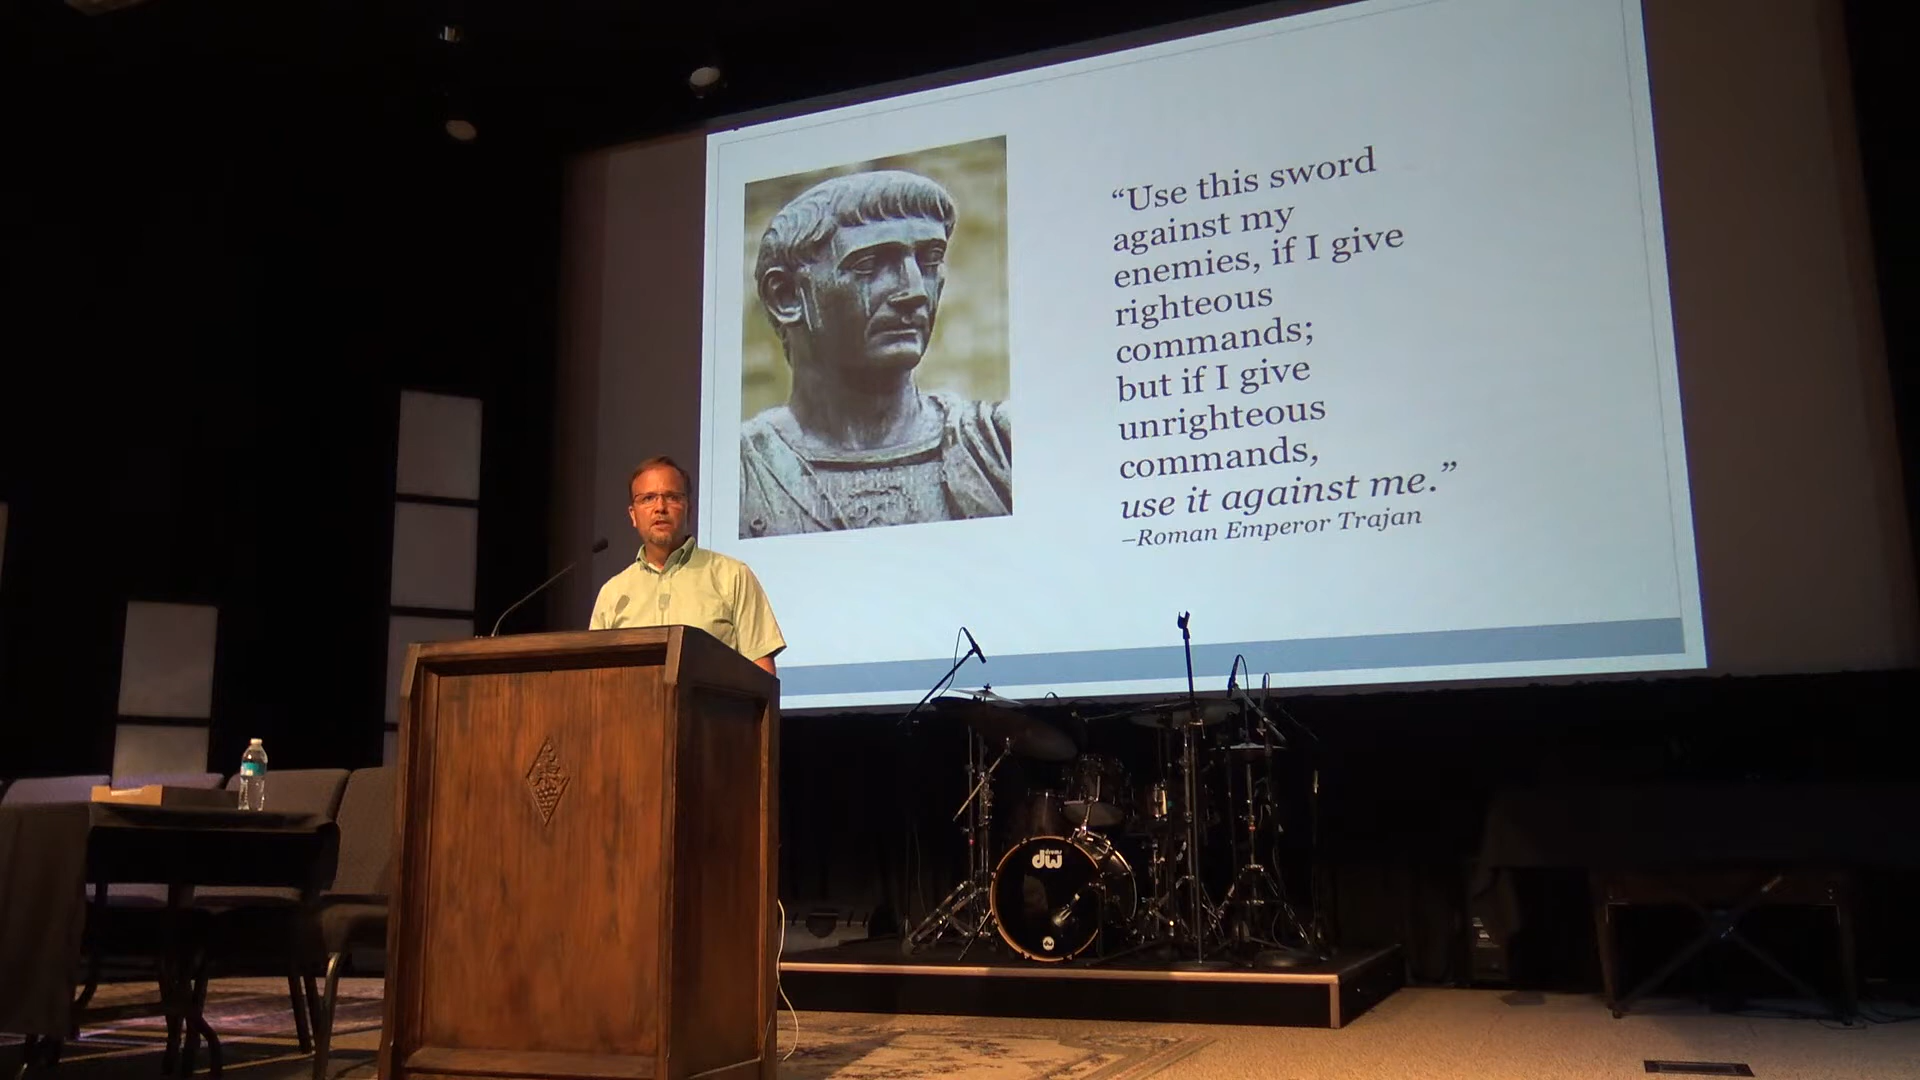 “Use this sword
against my
enemies, if I give
righteous
commands;
but if I give
unrighteous
commands,
use it against me.”
–Roman Emperor Trajan
dw
drums